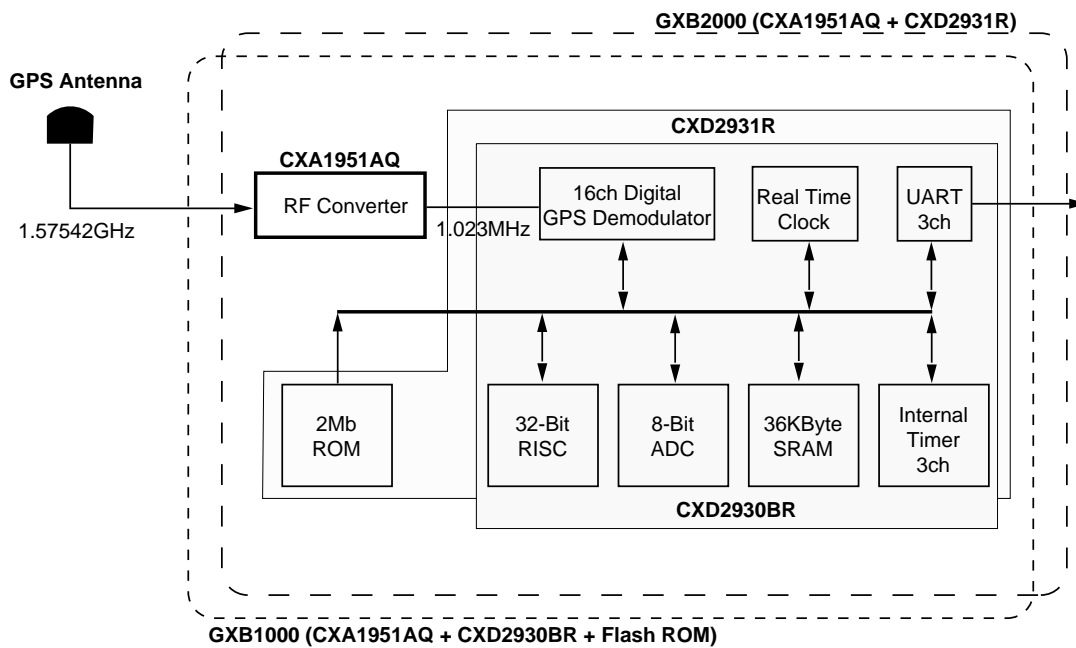 GXB2000 (CXA1951AQ + CXD2931R)
GPS Antenna
CXD2931R
CXA1951AQ
RF Converter
16ch Digital
GPS Demodulator
Real Time
Clock
UART
3ch
1.57542GHz
1.023MHz
2Mb
ROM
32-Bit
RISC
8-Bit
ADC
36KByte
SRAM
Internal
Timer
3ch
CXD2930BR
GXB1000 (CXA1951AQ + CXD2930BR + Flash ROM)